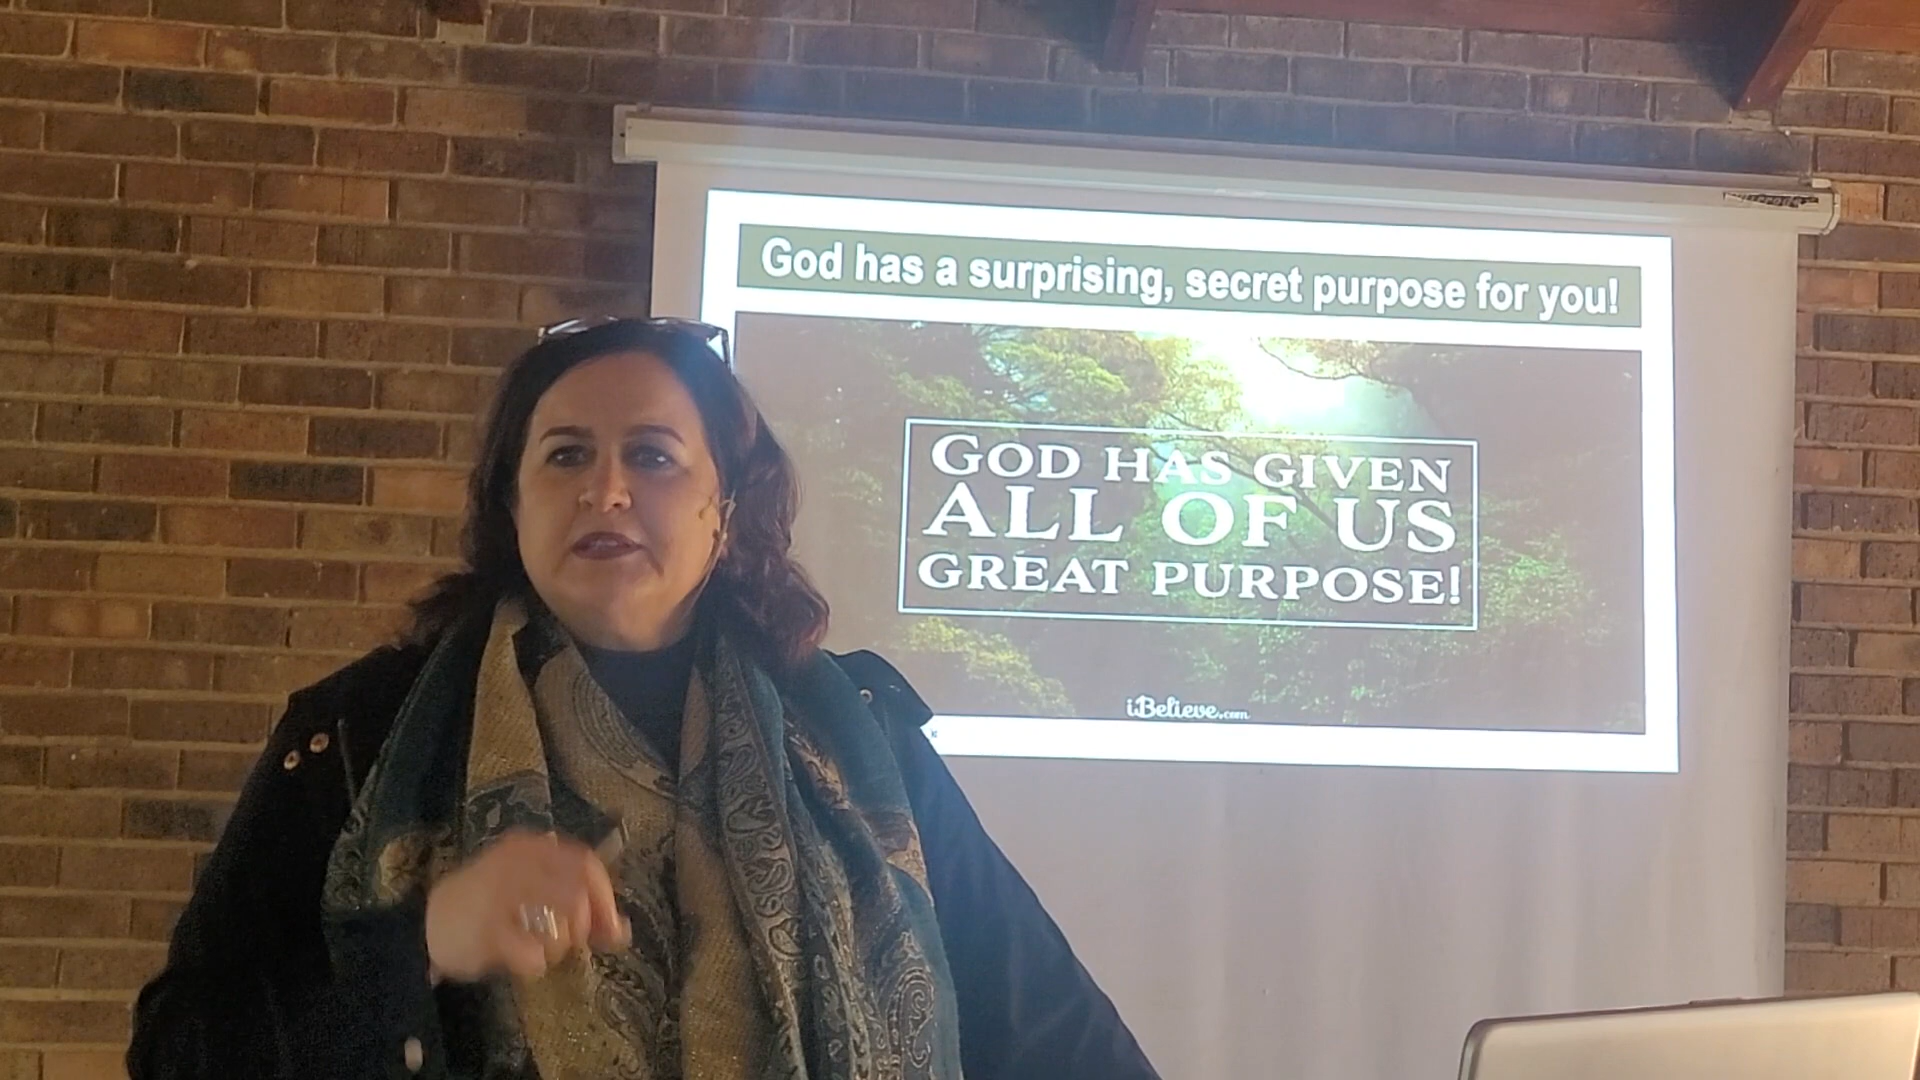 God has a surprising, secret purpose for you!
GOD HAS GIVEN
ALL OF US
GREAT PURPOSE!
iBelieve.com